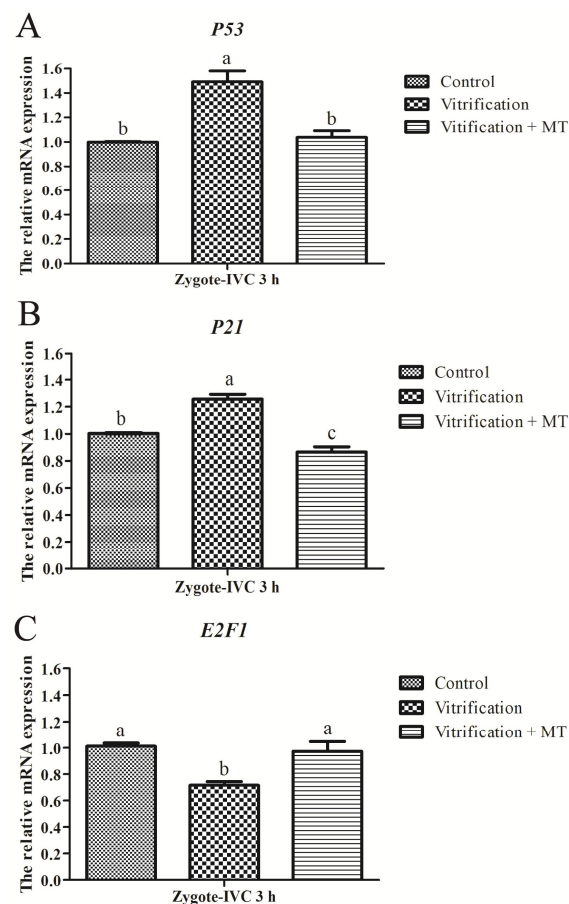 A
P53
The relative mRNA expression
1.6
1.4
1.2
1.0
0.8
0.6
0.4
0.2
0.0
b
a
b
Zygote-IVC 3 h
Control
Vitrification
Vitification + MT
B
P21
The relative mRNA expression
1.6
1.4
1.2
1.0
0.8
0.6
0.4
0.2
0.0
b
a
c
Zygote-IVC 3 h
Control
Vitrification
Vitrification + MT
C
E2F1
The relative mRNA expression
1.6
1.4
1.2
1.0
0.8
0.6
0.4
0.2
0.0
a
b
a
Zygote-IVC 3 h
Control
Vitrification
Vitrification + MT